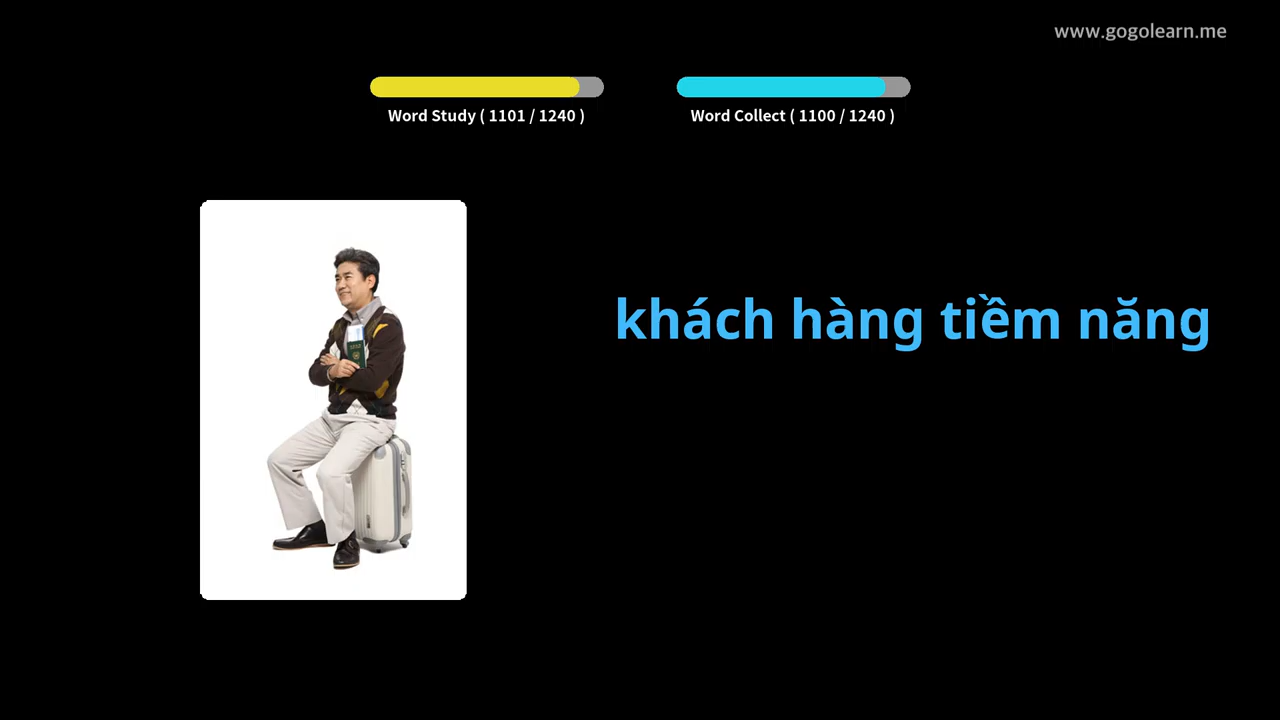 www.gogolearn.me
Word Study ( 1101 / 1240 )
Word Collect ( 1100 / 1240 )
khách hàng tiềm năng